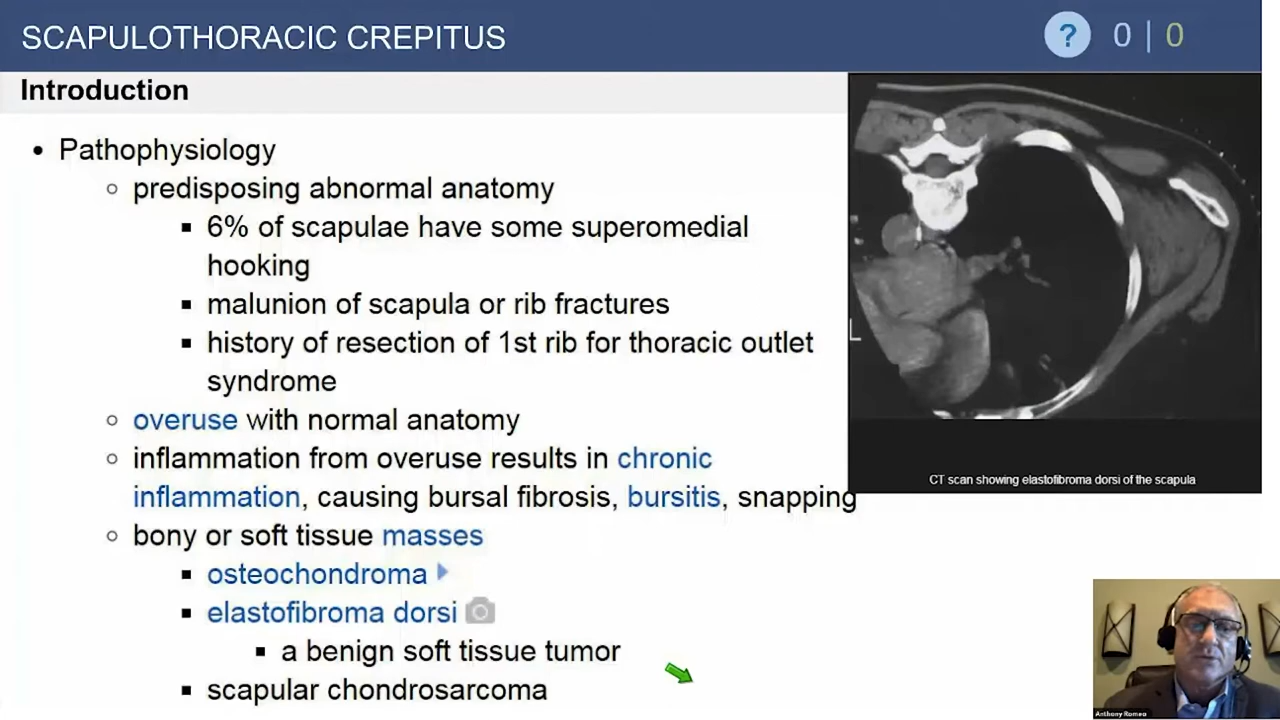 SCAPULOTHORACIC CREPITUS
? 0 | 0
Introduction
• Pathophysiology
○ predisposing abnormal anatomy
▪ 6% of scapulae have some superomedial
hooking
▪ malunion of scapula or rib fractures
▪ history of resection of 1st rib for thoracic outlet
syndrome
○ overuse with normal anatomy
○ inflammation from overuse results in chronic
inflammation, causing bursal fibrosis, bursitis, snapping
○ bony or soft tissue masses
▪ osteochondroma
▪ elastofibroma dorsi
▪ a benign soft tissue tumor
▪ scapular chondrosarcoma
L
CT scan showing elastofibroma dorsi of the scapula
Anthony Romeo